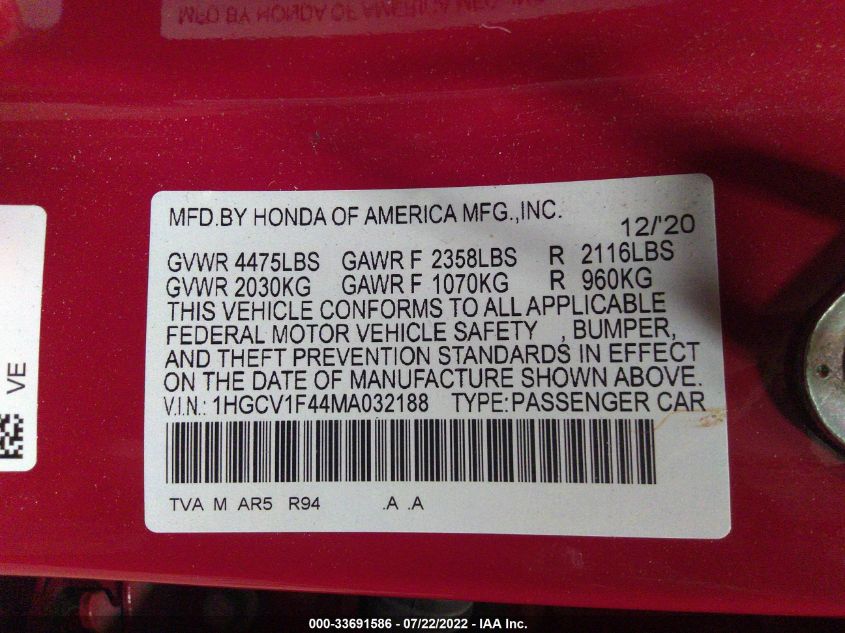 MFD.BY HONDA OF AMERICA MFG.,INC. 12/'20
GVWR 4475LBS GAWR F 2358LBS R 2116LBS
GVWR 2030KG GAWR F 1070KG R 960KG
THIS VEHICLE CONFORMS TO ALL APPLICABLE
FEDERAL MOTOR VEHICLE SAFETY , BUMPER,
AND THEFT PREVENTION STANDARDS IN EFFECT
ON THE DATE OF MANUFACTURE SHOWN ABOVE.
V.I.N.: 1HGCV1F44MA032188 TYPE:PASSENGER CAR
TVA M AR5 R94 .A .A
VE
000-33691586 - 07/22/2022 - IAA Inc.